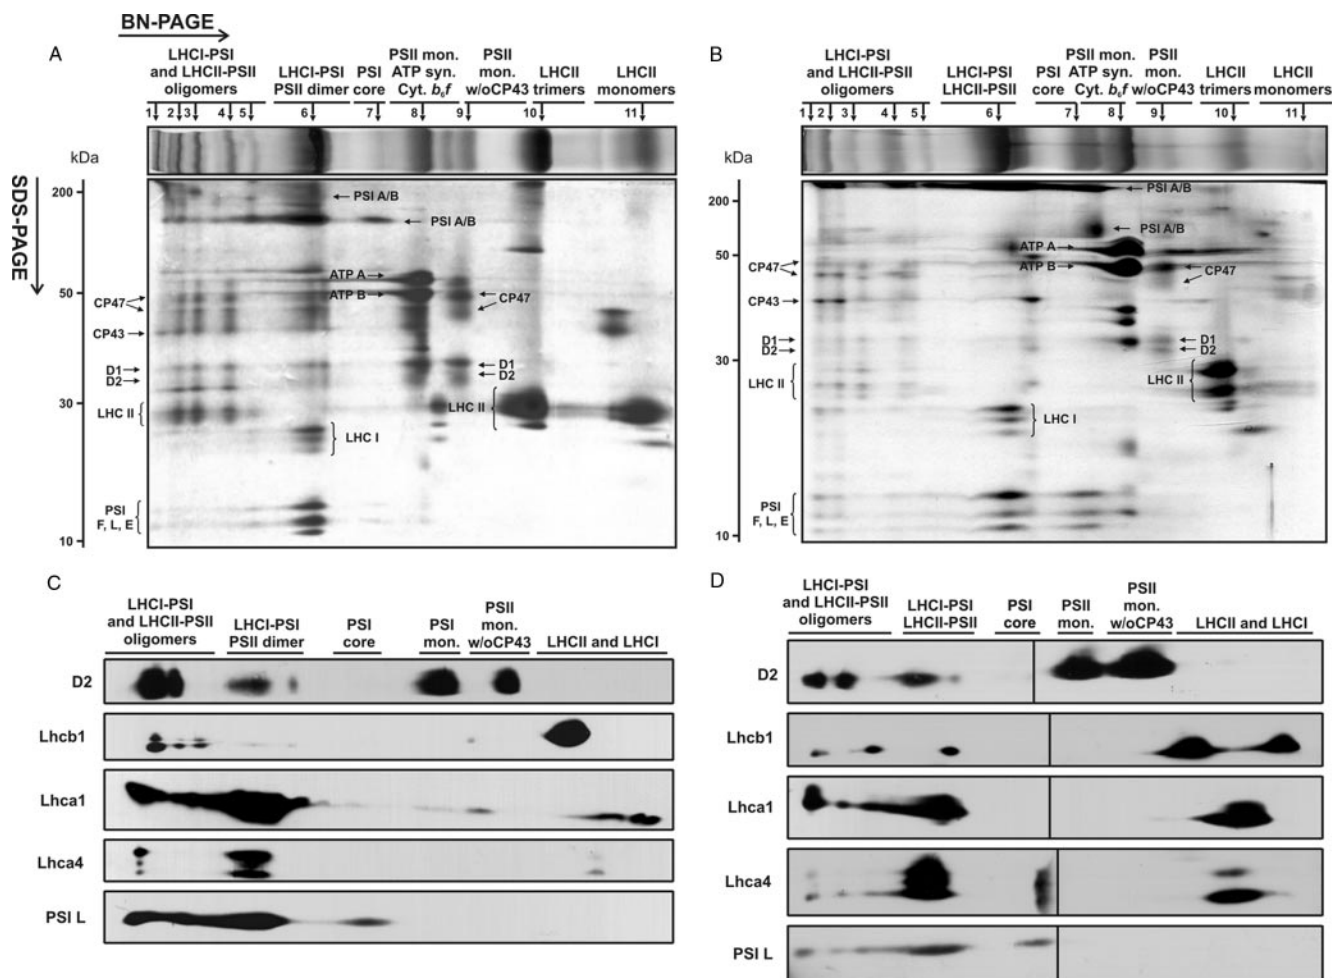 BN-PAGE
A
LHCI-PSI
and LHCII-PSII
oligomers
LHCI-PSI
PSII dimer
PSI
core
PSII mon.
ATP syn.
Cyt. b6f
PSII
mon.
w/oCP43
LHCII
trimers
LHCII
monomers
1 2 3 4 5 6 7 8 9 10 11
kDa
SDS-PAGE
200
50
30
10
PSI A/B
PSI A/B
ATP A
ATP B
CP47
CP47
CP43
D1
D2
D1
D2
LHC II
LHC II
LHC I
PSI
F, L, E
B
LHCI-PSI
and LHCII-PSII
oligomers
LHCI-PSI
LHCII-PSII
PSI
core
PSII mon.
ATP syn.
Cyt. b6f
PSII
mon.
w/oCP43
LHCII
trimers
LHCII
monomers
1 2 3 4 5 6 7 8 9 10 11
kDa
200
50
30
10
PSI A/B
PSI A/B
ATP A
ATP B
CP47
CP47
CP43
D1
D2
D1
D2
LHC II
LHC II
LHC I
PSI
F, L, E
C
LHCI-PSI
and LHCII-PSII
oligomers
LHCI-PSI
PSII dimer
PSI
core
PSI
mon.
PSII
mon.
w/oCP43
LHCII and LHCI
D2
Lhcb1
Lhca1
Lhca4
PSI L
D
LHCI-PSI
and LHCII-PSII
oligomers
LHCI-PSI
LHCII-PSII
PSI
core
PSII
mon.
PSII
mon.
w/oCP43
LHCII and LHCI
D2
Lhcb1
Lhca1
Lhca4
PSI L